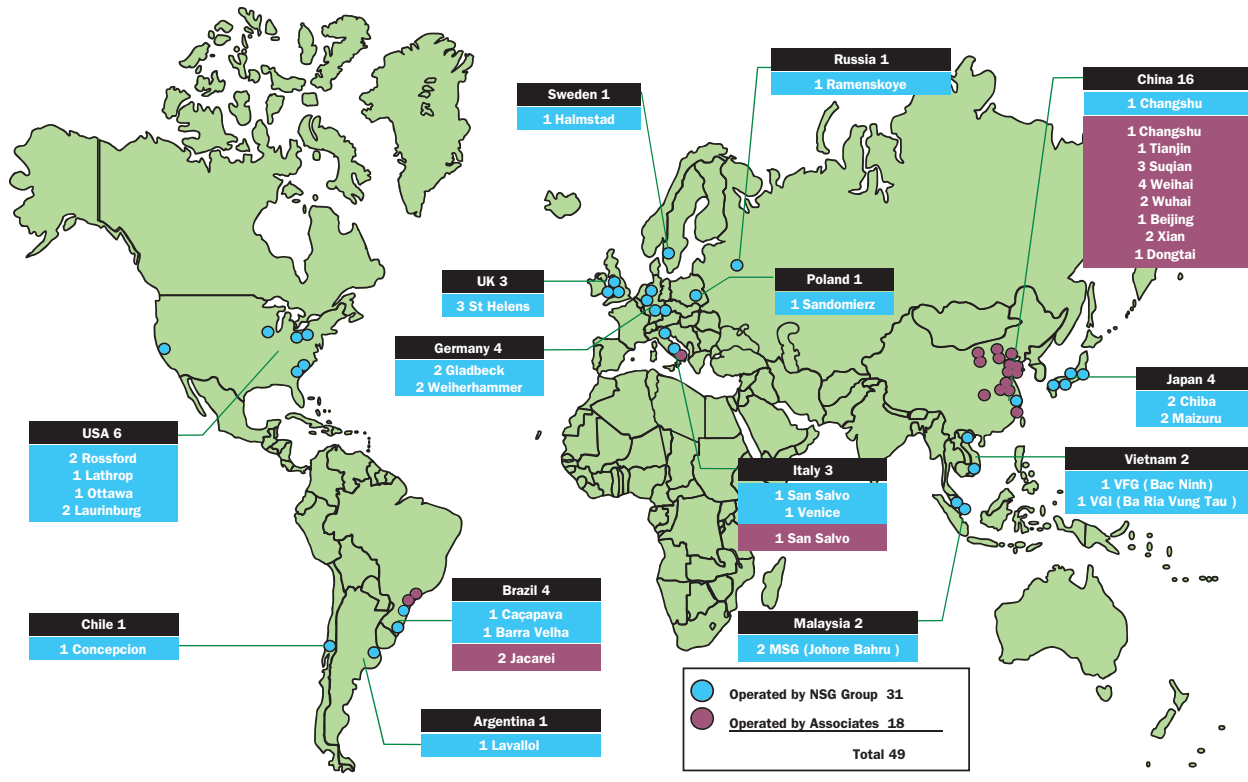 Russia 1
1 Ramenskoye
China 16
1 Changshu
1 Changshu
1 Tianjin
3 Suqian
4 Weihai
2 Wuhai
1 Beijing
2 Xian
1 Dongtai
Sweden 1
1 Halmstad
UK 3
3 St Helens
Poland 1
1 Sandomierz
Germany 4
2 Gladbeck
2 Weiherhammer
Japan 4
2 Chiba
2 Maizuru
USA 6
2 Rossford
1 Lathrop
1 Ottawa
2 Laurinburg
Italy 3
1 San Salvo
1 Venice
1 San Salvo
Vietnam 2
1 VFG ( Bac Ninh)
1 VGI ( Ba Ria Vung Tau )
Brazil 4
1 Caçapava
1 Barra Velha
2 Jacarei
Chile 1
1 Concepcion
Malaysia 2
2 MSG (Johore Bahru )
Argentina 1
1 Lavallol
Operated by NSG Group 31
Operated by Associates 18
Total 49